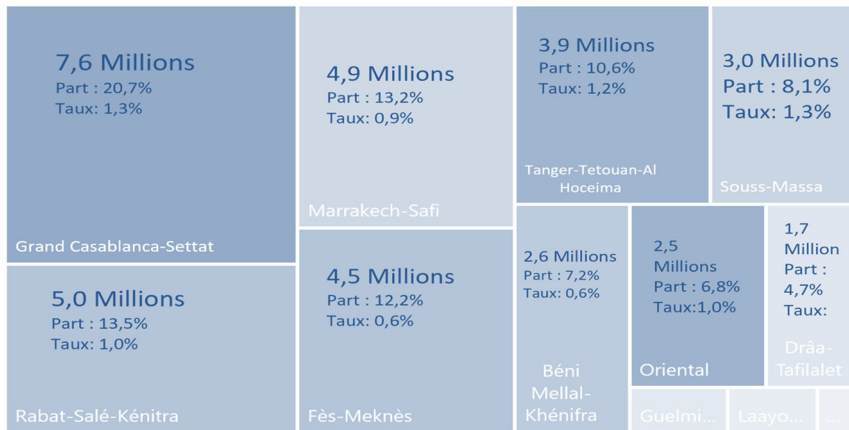 7,6 Millions
Part : 20,7%
Taux: 1,3%
Grand Casablanca-Settat
5,0 Millions
Part : 13,5%
Taux: 1,0%
Rabat-Salé-Kénitra
4,9 Millions
Part : 13,2%
Taux: 0,9%
Marrakech-Safi
4,5 Millions
Part : 12,2%
Taux: 0,6%
Fès-Meknès
3,9 Millions
Part : 10,6%
Taux: 1,2%
Tanger-Tetouan-Al
Hoceima
3,0 Millions
Part : 8,1%
Taux: 1,3%
Souss-Massa
2,6 Millions
Part : 7,2%
Taux: 0,6%
Béni
Mellal-
Khénifra
2,5
Millions
Part : 6,8%
Taux:1,0%
Oriental
1,7
Million
Part :
4,7%
Taux:
Drâa-
Tafilalet
Guelmi...
Laayo...
...